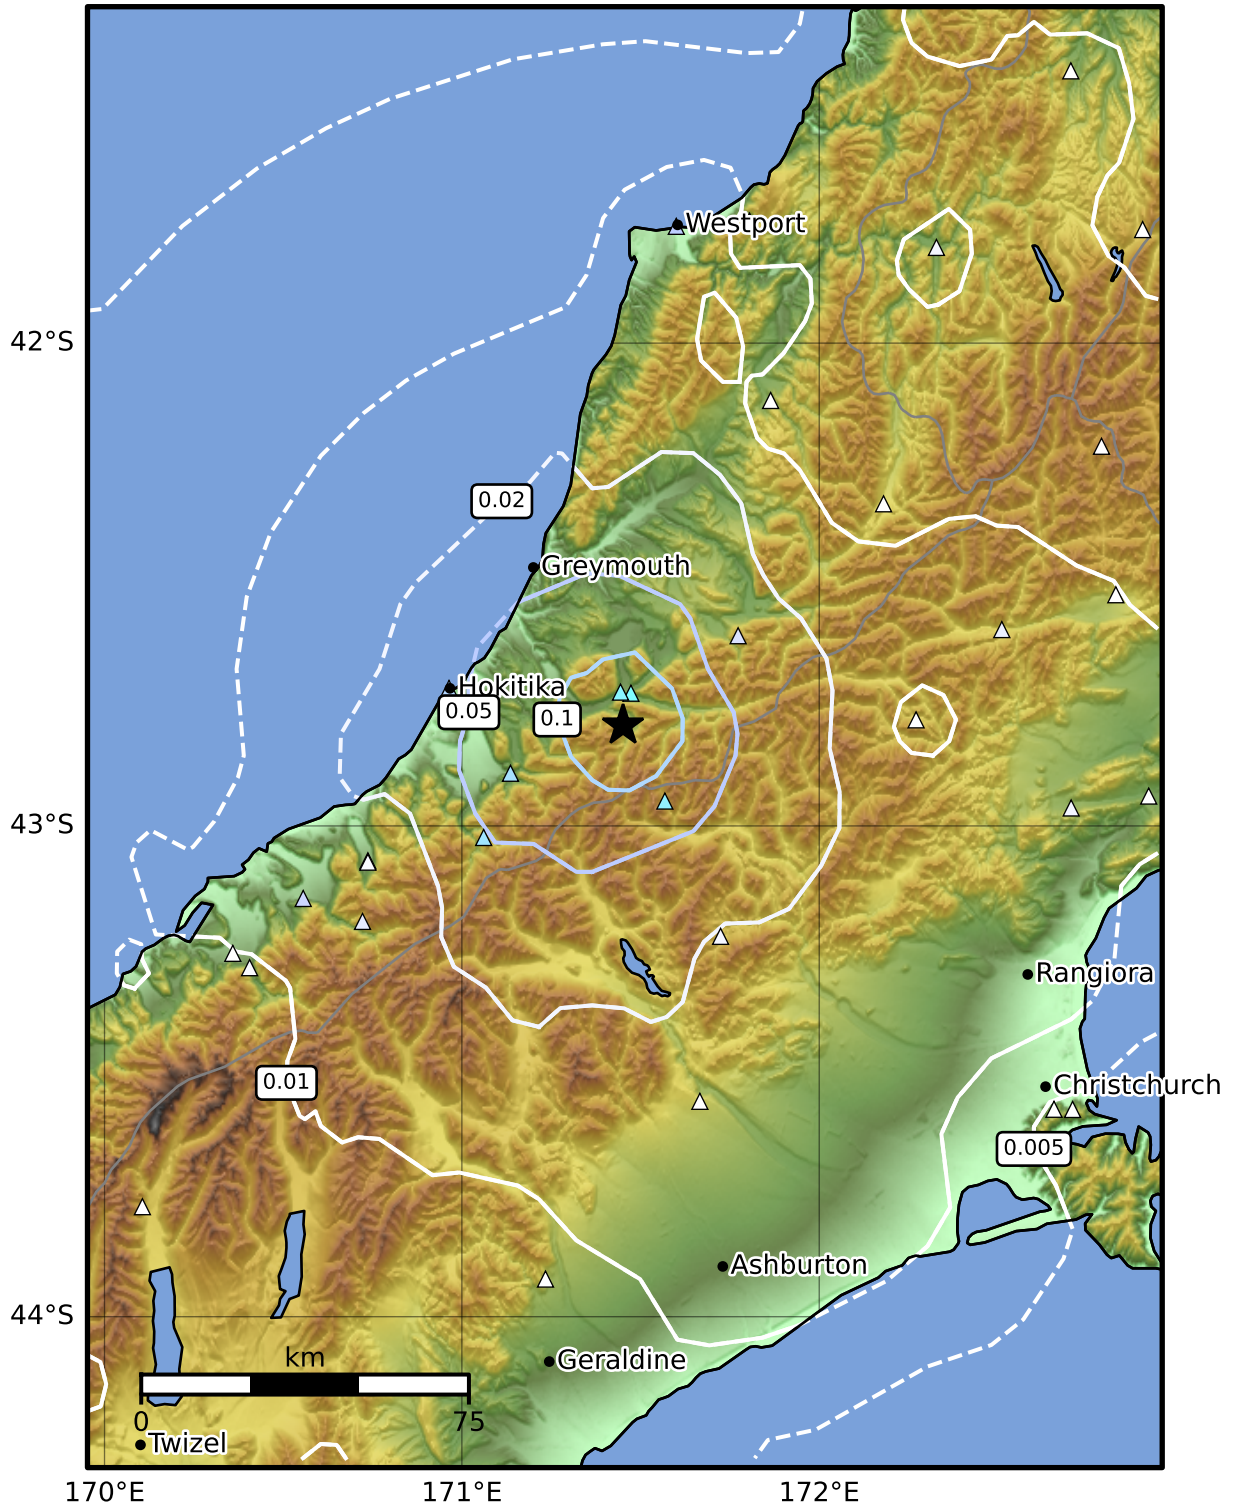 Westport
42°S
0.02
Greymouth
Hokitika
0.05
0.1
43°S
Rangiora
0.01
Christchurch
0.005
Ashburton
44°S
km
Geraldine
0
75
Twizel
170°E
171°E
172°E